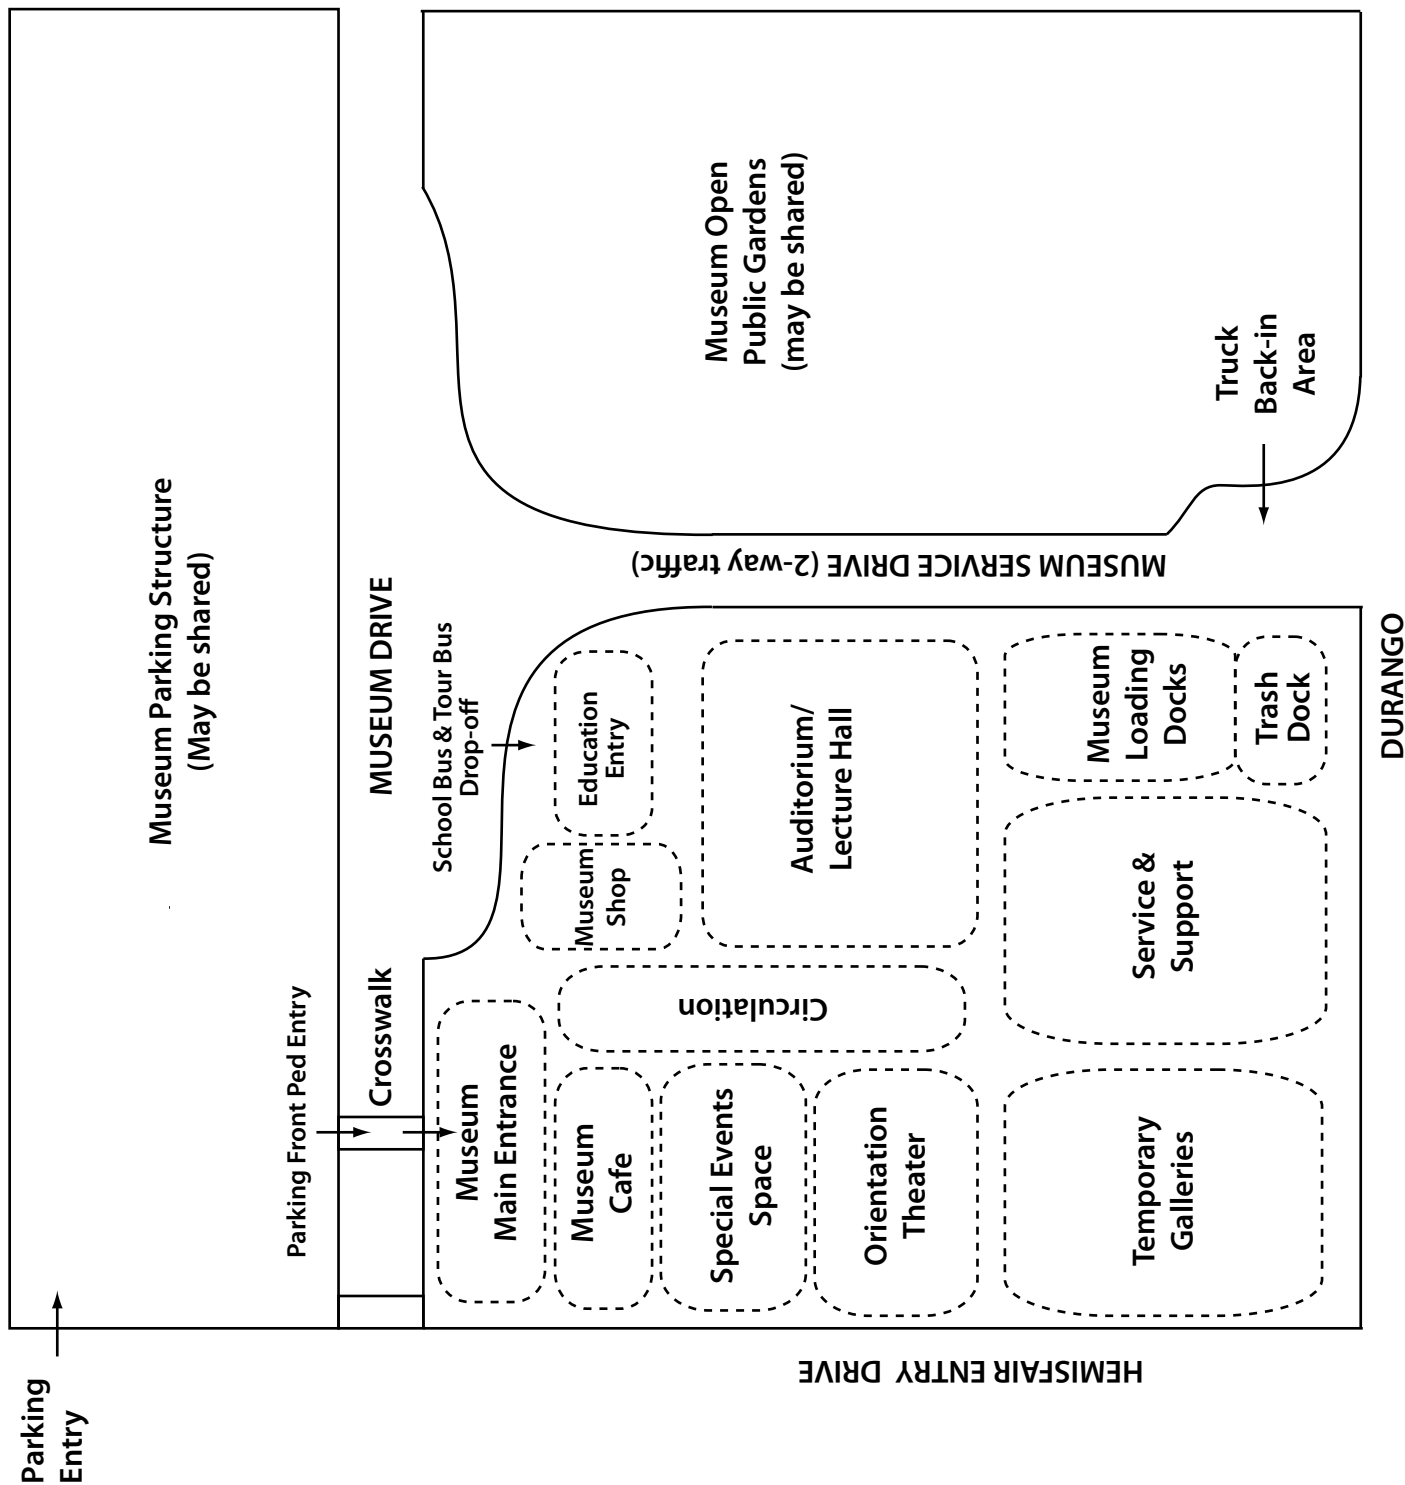 Museum Parking Structure
(May be shared)
Parking
Entry
Parking Front Ped Entry
Crosswalk
MUSEUM DRIVE
School Bus & Tour Bus
Drop-off
Museum Open
Public Gardens
(may be shared)
Truck
Back-in
Area
MUSEUM SERVICE DRIVE (2-way traffic)
Museum
Main Entrance
Museum
Cafe
Special Events
Space
Orientation
Theater
Temporary
Galleries
Circulation
Museum
Shop
Education
Entry
Auditorium/
Lecture Hall
Service &
Support
Museum
Loading
Docks
Trash
Dock
HEMISFAIR ENTRY DRIVE
DURANGO